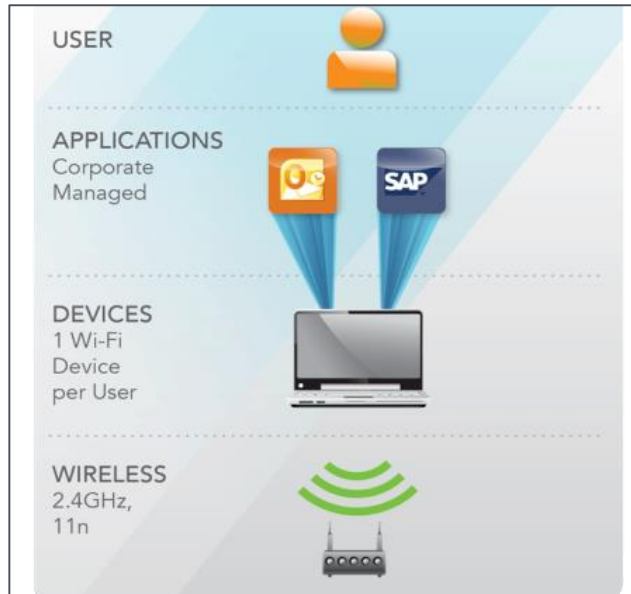 USER
APPLICATIONS
Corporate
Managed
SAP
DEVICES
1 Wi-Fi
Device
per User
WIRELESS
2.4GHz,
11n